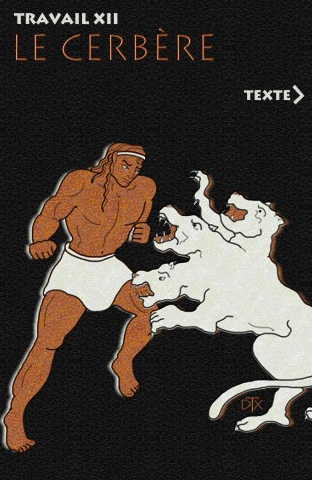 TRAVAIL XII
LE CERBÈRE
TEXTE
DTX